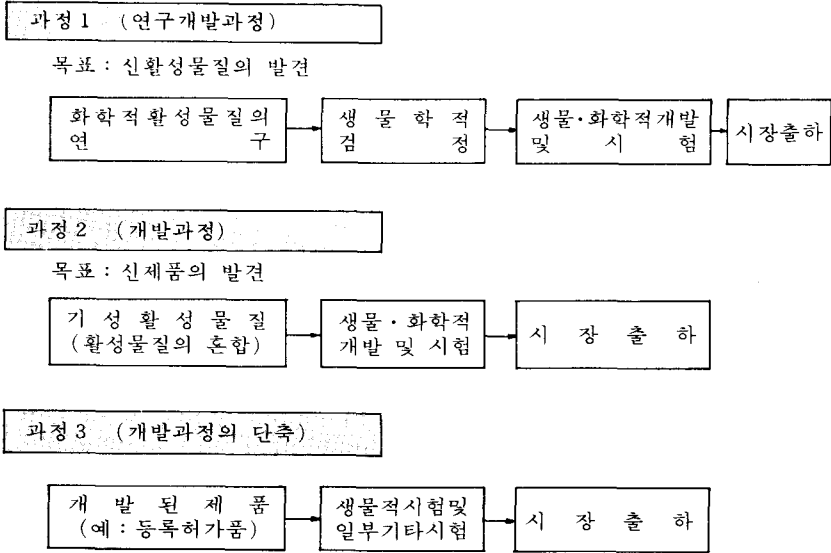 과정 1 (연구개발과정)
목표 : 신활성물질의 발견
화학적활성물질의
연 구
생 물 학 적
검 정
생물·화학적개발
및 시 험
시장출하
과정 2 (개발과정)
목표 : 신제품의 발견
기 성 활 성 물 질
(활성물질의 혼합)
생물·화학적
개발 및 시험
시 장 출 하
과정 3 (개발과정의 단축)
개 발 된 제 품
(예 : 등록허가품)
생물적시험및
일부기타시험
시 장 출 하